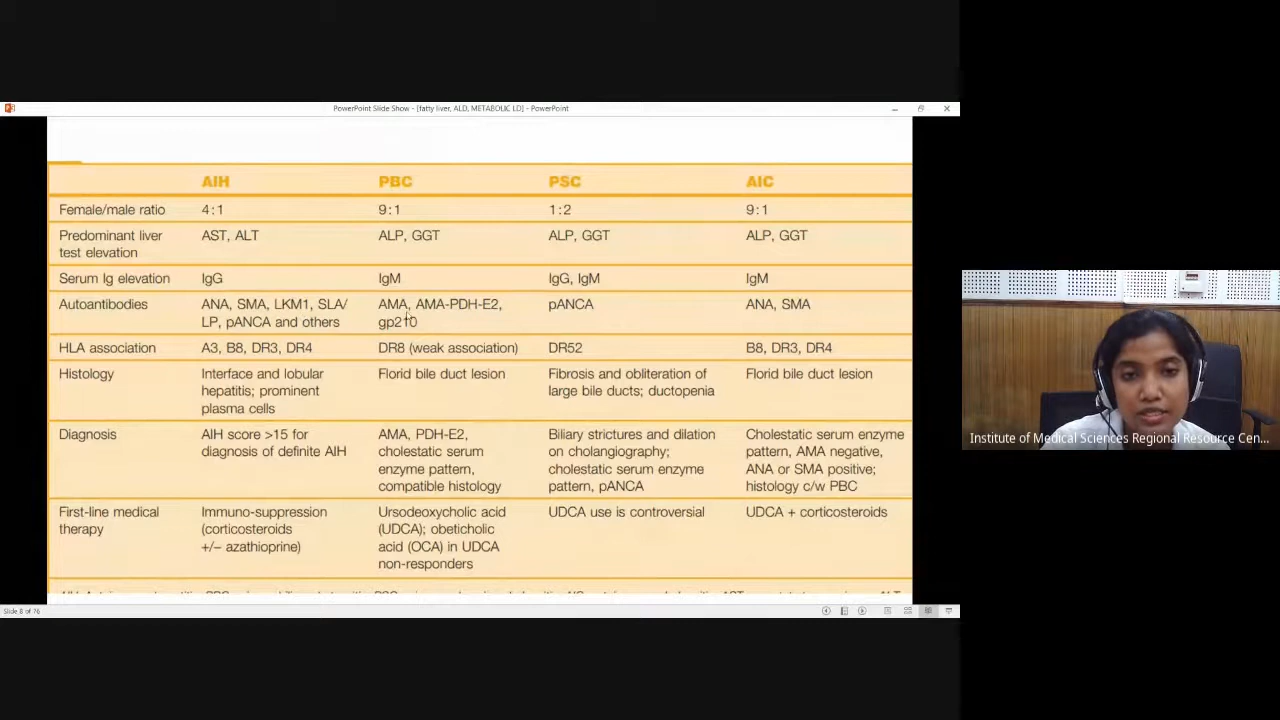 PowerPoint Slide Show - [fatty liver, ALD, METABOLIC LD] - PowerPoint
AIH PBC PSC AIC
Female/male ratio 4:1 9:1 1:2 9:1
Predominant liver AST, ALT ALP, GGT ALP, GGT ALP, GGT
test elevation
Serum Ig elevation IgG IgM IgG, IgM IgM
Autoantibodies ANA, SMA, LKM1, SLA/ AMA, AMA-PDH-E2, pANCA ANA, SMA
LP, pANCA and others gp210
HLA association A3, B8, DR3, DR4 DR8 (weak association) DR52 B8, DR3, DR4
Histology Interface and lobular Florid bile duct lesion Fibrosis and obliteration of Florid bile duct lesion
hepatitis; prominent large bile ducts; ductopenia
plasma cells
Diagnosis AIH score >15 for AMA, PDH-E2, Biliary strictures and dilation Cholestatic serum enzyme
diagnosis of definite AIH cholestatic serum on cholangiography; pattern, AMA negative,
enzyme pattern, cholestatic serum enzyme ANA or SMA positive;
compatible histology pattern, pANCA histology c/w PBC
First-line medical Immuno-suppression Ursodeoxycholic acid UDCA use is controversial UDCA + corticosteroids
therapy (corticosteroids (UDCA); obeticholic
+/− azathioprine) acid (OCA) in UDCA
non-responders
Slide 8 of 76
Institute of Medical Sciences Regional Resource Cen...